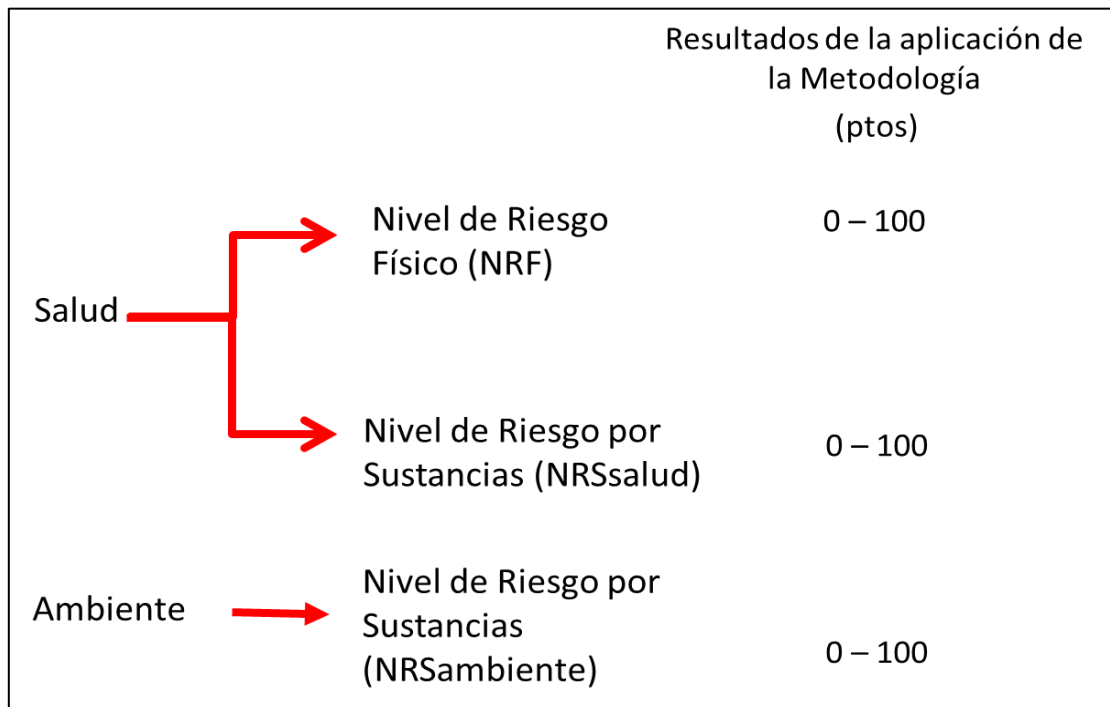 Resultados de la aplicación de
la Metodología
(ptos)
Salud
Nivel de Riesgo
Físico (NRF)
0 – 100
Nivel de Riesgo por
Sustancias (NRSsalud)
0 – 100
Ambiente
Nivel de Riesgo por
Sustancias
(NRSambiente)
0 – 100